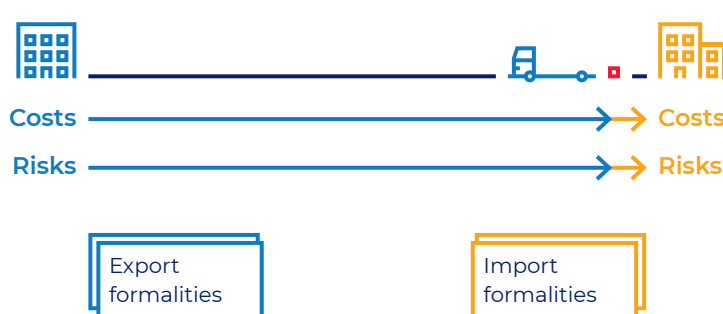 Costs
Costs
Risks
Risks
Export
formalities
Import
formalities